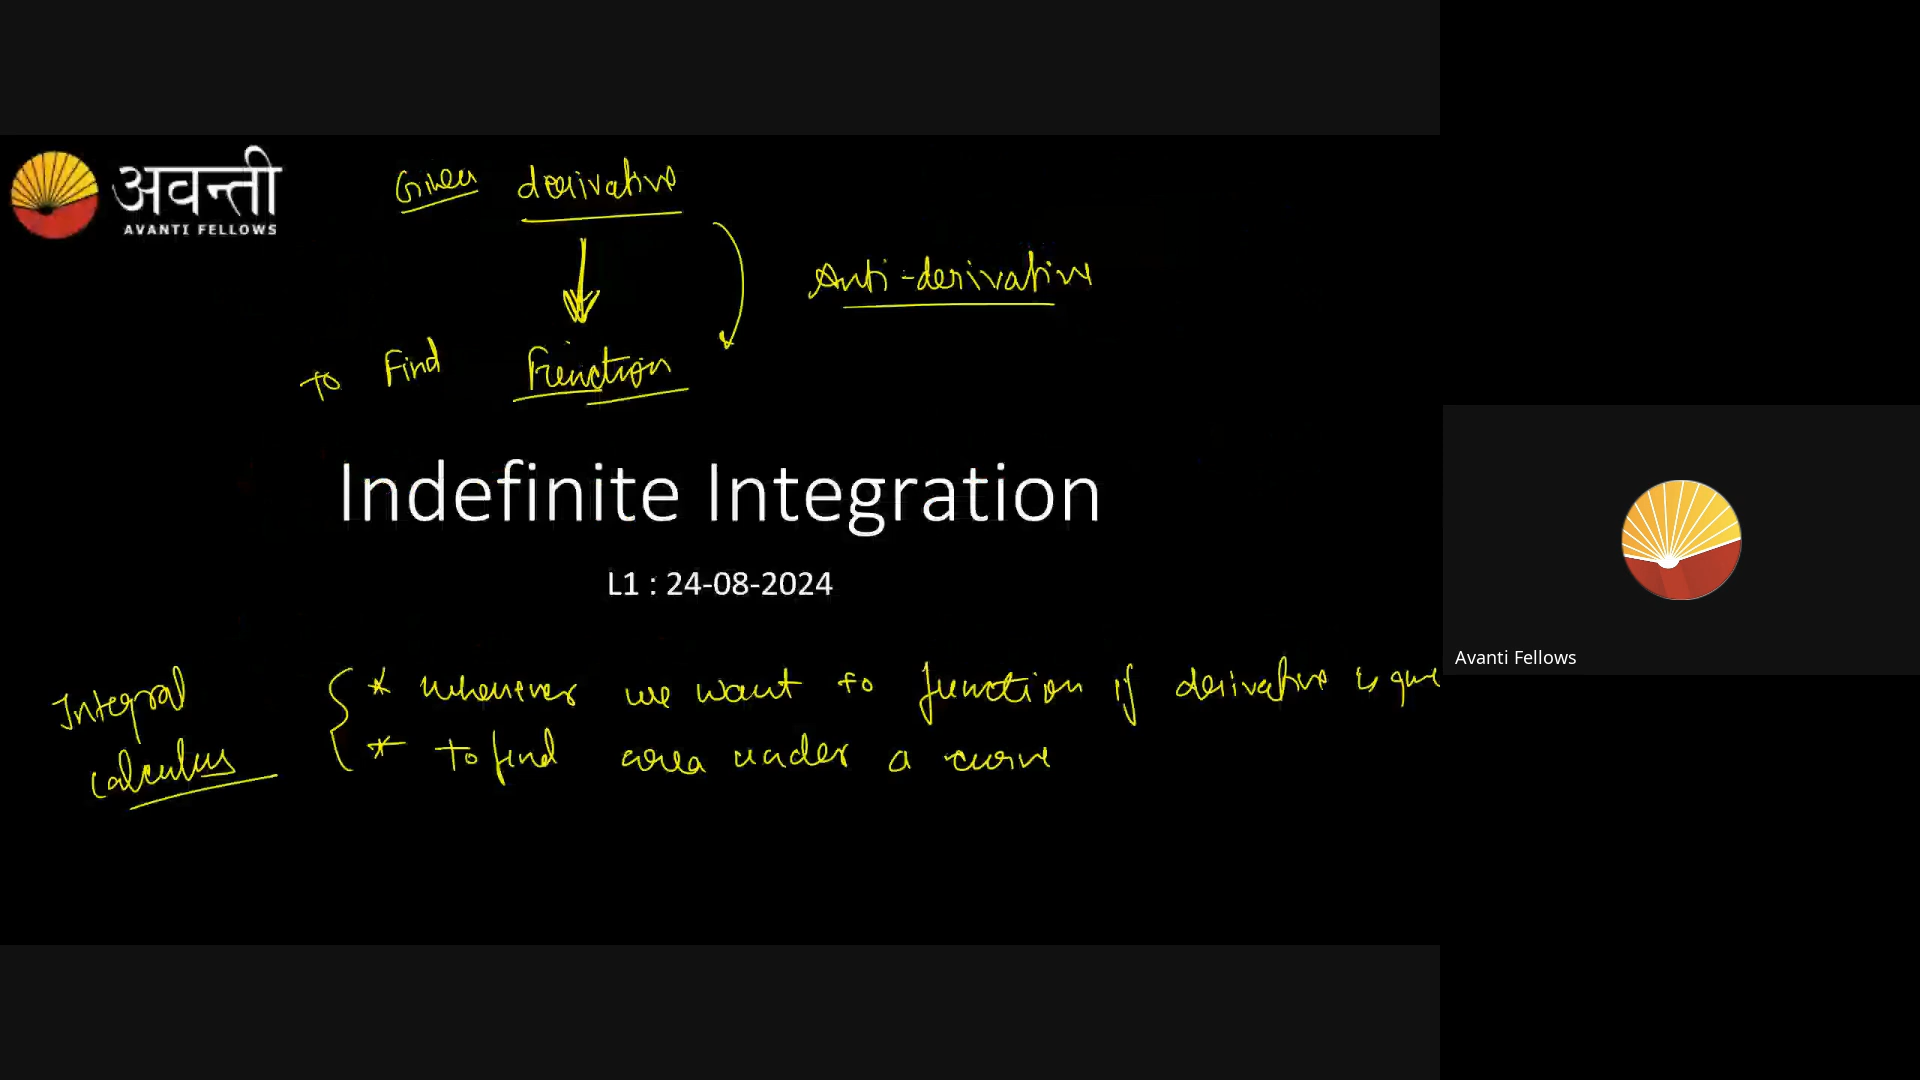 अवन्ती
AVANTI FELLOWS
Given derivative
Anti-derivative
To Find Function
Indefinite Integration
L1 : 24-08-2024
Integral calculus
* whenever we want to function if derivative is
* To find area under a curve
Avanti Fellows